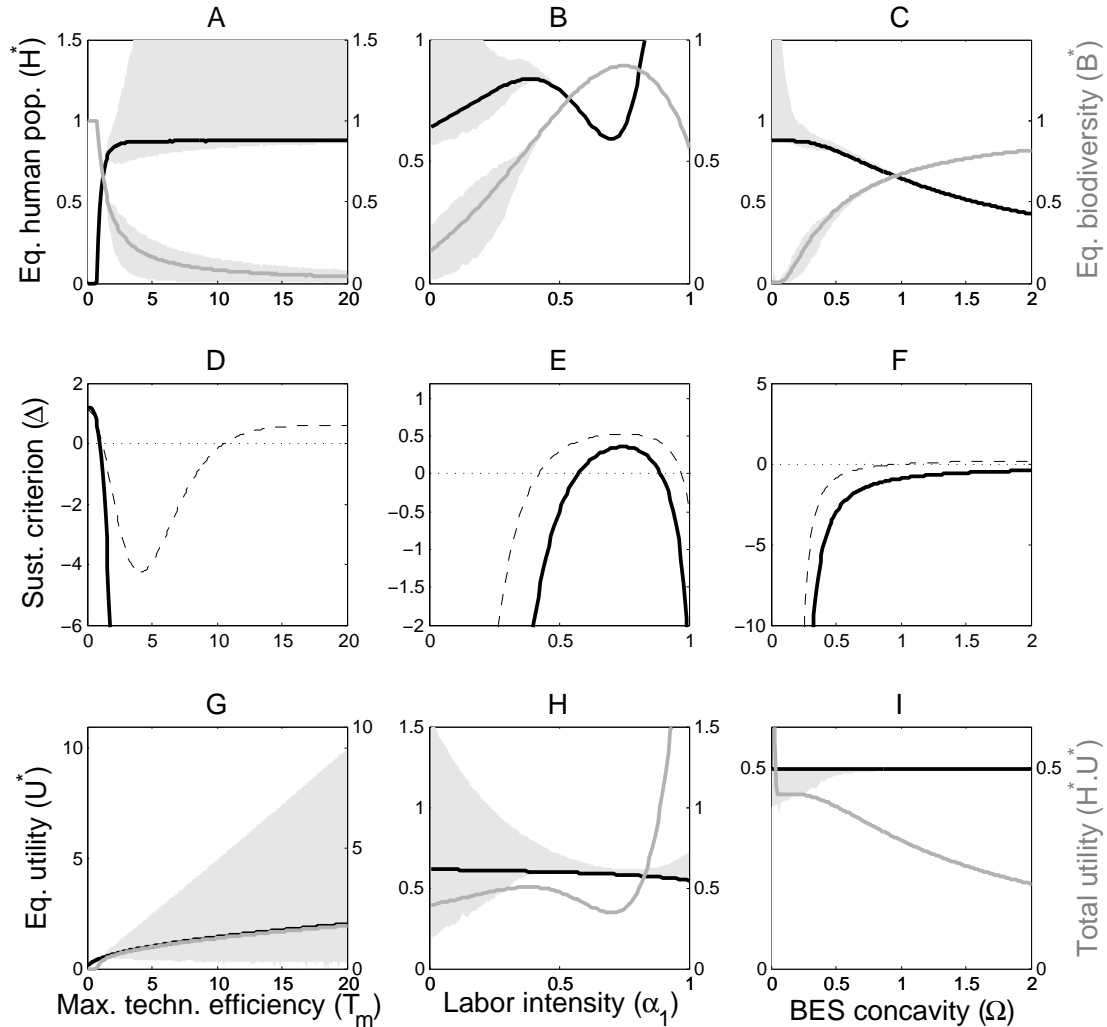 A
B
C
Eq. human pop. (H*)
1.5
1
0.5
0
1
0
0 5 10 15 20
1
0.5
0
1
0.5
0
0 0.5 1
1.5
1
0.5
0
1
0
0 0.5 1 1.5 2
Eq. biodiversity (B*)
D
E
F
Sust. criterion (Δ)
2
0
−2
−4
−6
0 5 10 15 20
1
0.5
0
−0.5
−1
−1.5
−2
0 0.5 1
5
0
−5
−10
0 0.5 1 1.5 2
G
H
I
Eq. utility (U*)
10
5
0
10
5
0
0 5 10 15 20
1.5
1
0.5
0
1.5
1
0.5
0
0 0.5 1
0.5
0
0.5
0
0 0.5 1 1.5 2
Total utility (H*.U*)
Max. techn. efficiency (T_m)
Labor intensity (α_1)
BES concavity (Ω)